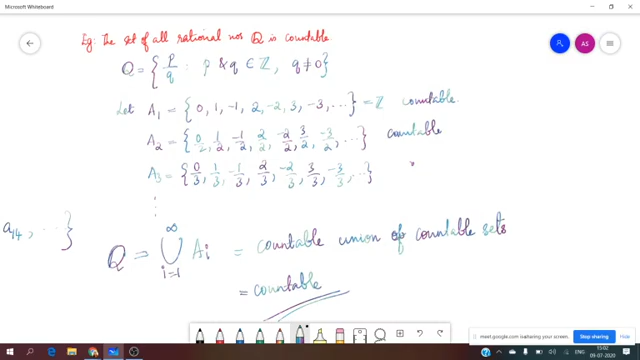 Microsoft Whiteboard
Eg: The set of all rational nos Q is countable.
Q = { p/q : p & q ∈ ℤ, q ≠ 0 }
Let A₁ = { 0, 1, -1, 2, -2, 3, -3, ... } = ℤ countable.
A₂ = { 0/2, 1/2, -1/2, 2/2, -2/2, 3/2, -3/2, ... } countable
A₃ = { 0/3, 1/3, -1/3, 2/3, -2/3, 3/3, -3/3, ... }
⋮
a₁₄, ... }
Q = ∞ ⋃ i=1 Aᵢ = countable union of countable sets
= countable
AS
meet.google.com is sharing your screen.
Stop sharing
Hide
ENG
15:02
09-07-2020